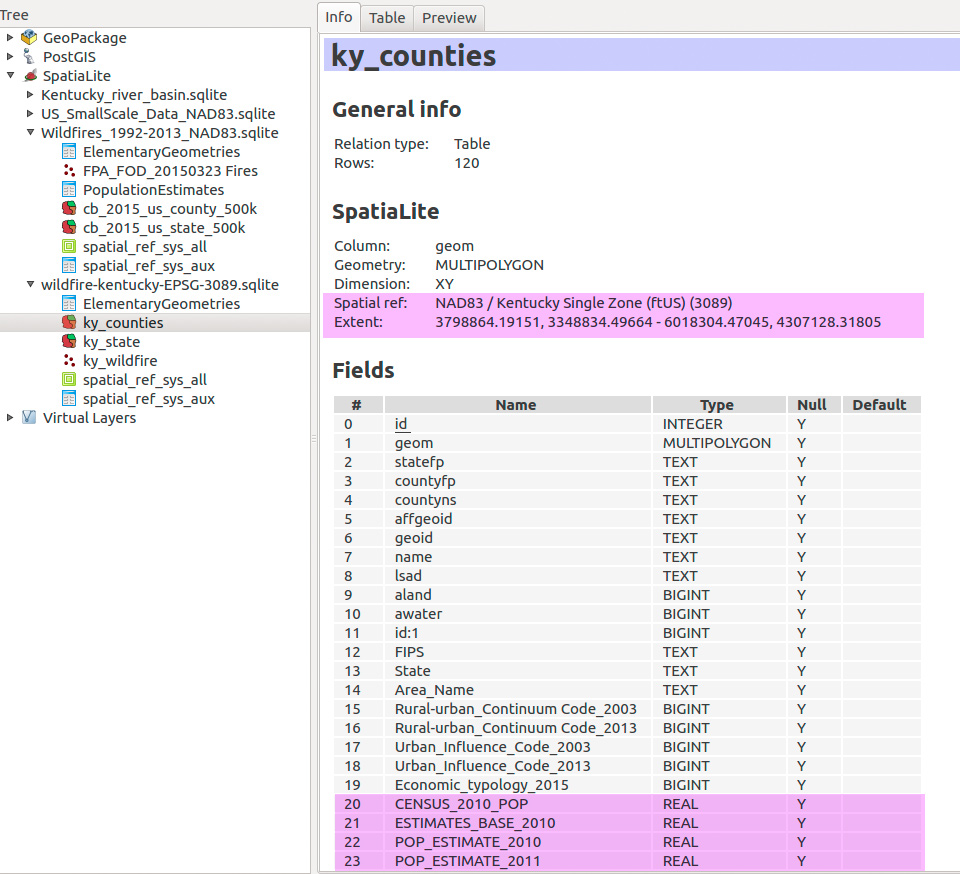 Tree
GeoPackage
PostGIS
SpatiaLite
Kentucky_river_basin.sqlite
US_SmallScale_Data_NAD83.sqlite
Wildfires_1992-2013_NAD83.sqlite
ElementaryGeometries
FPA_FOD_20150323 Fires
PopulationEstimates
cb_2015_us_county_500k
cb_2015_us_state_500k
spatial_ref_sys_all
spatial_ref_sys_aux
wildfire-kentucky-EPSG-3089.sqlite
ElementaryGeometries
ky_counties
ky_state
ky_wildfire
spatial_ref_sys_all
spatial_ref_sys_aux
Virtual Layers
Info Table Preview
ky_counties
General info
Relation type: Table
Rows: 120
SpatiaLite
Column: geom
Geometry: MULTIPOLYGON
Dimension: XY
Spatial ref: NAD83 / Kentucky Single Zone (ftUS) (3089)
Extent: 3798864.19151, 3348834.49664 - 6018304.47045, 4307128.31805
Fields
# Name Type Null Default
0 id INTEGER Y
1 geom MULTIPOLYGON Y
2 statefp TEXT Y
3 countyfp TEXT Y
4 countyns TEXT Y
5 affgeoid TEXT Y
6 geoid TEXT Y
7 name TEXT Y
8 lsad TEXT Y
9 aland BIGINT Y
10 awater BIGINT Y
11 id:1 BIGINT Y
12 FIPS TEXT Y
13 State TEXT Y
14 Area_Name TEXT Y
15 Rural-urban_Continuum Code_2003 BIGINT Y
16 Rural-urban_Continuum Code_2013 BIGINT Y
17 Urban_Influence_Code_2003 BIGINT Y
18 Urban_Influence_Code_2013 BIGINT Y
19 Economic_typology_2015 BIGINT Y
20 CENSUS_2010_POP REAL Y
21 ESTIMATES_BASE_2010 REAL Y
22 POP_ESTIMATE_2010 REAL Y
23 POP_ESTIMATE_2011 REAL Y